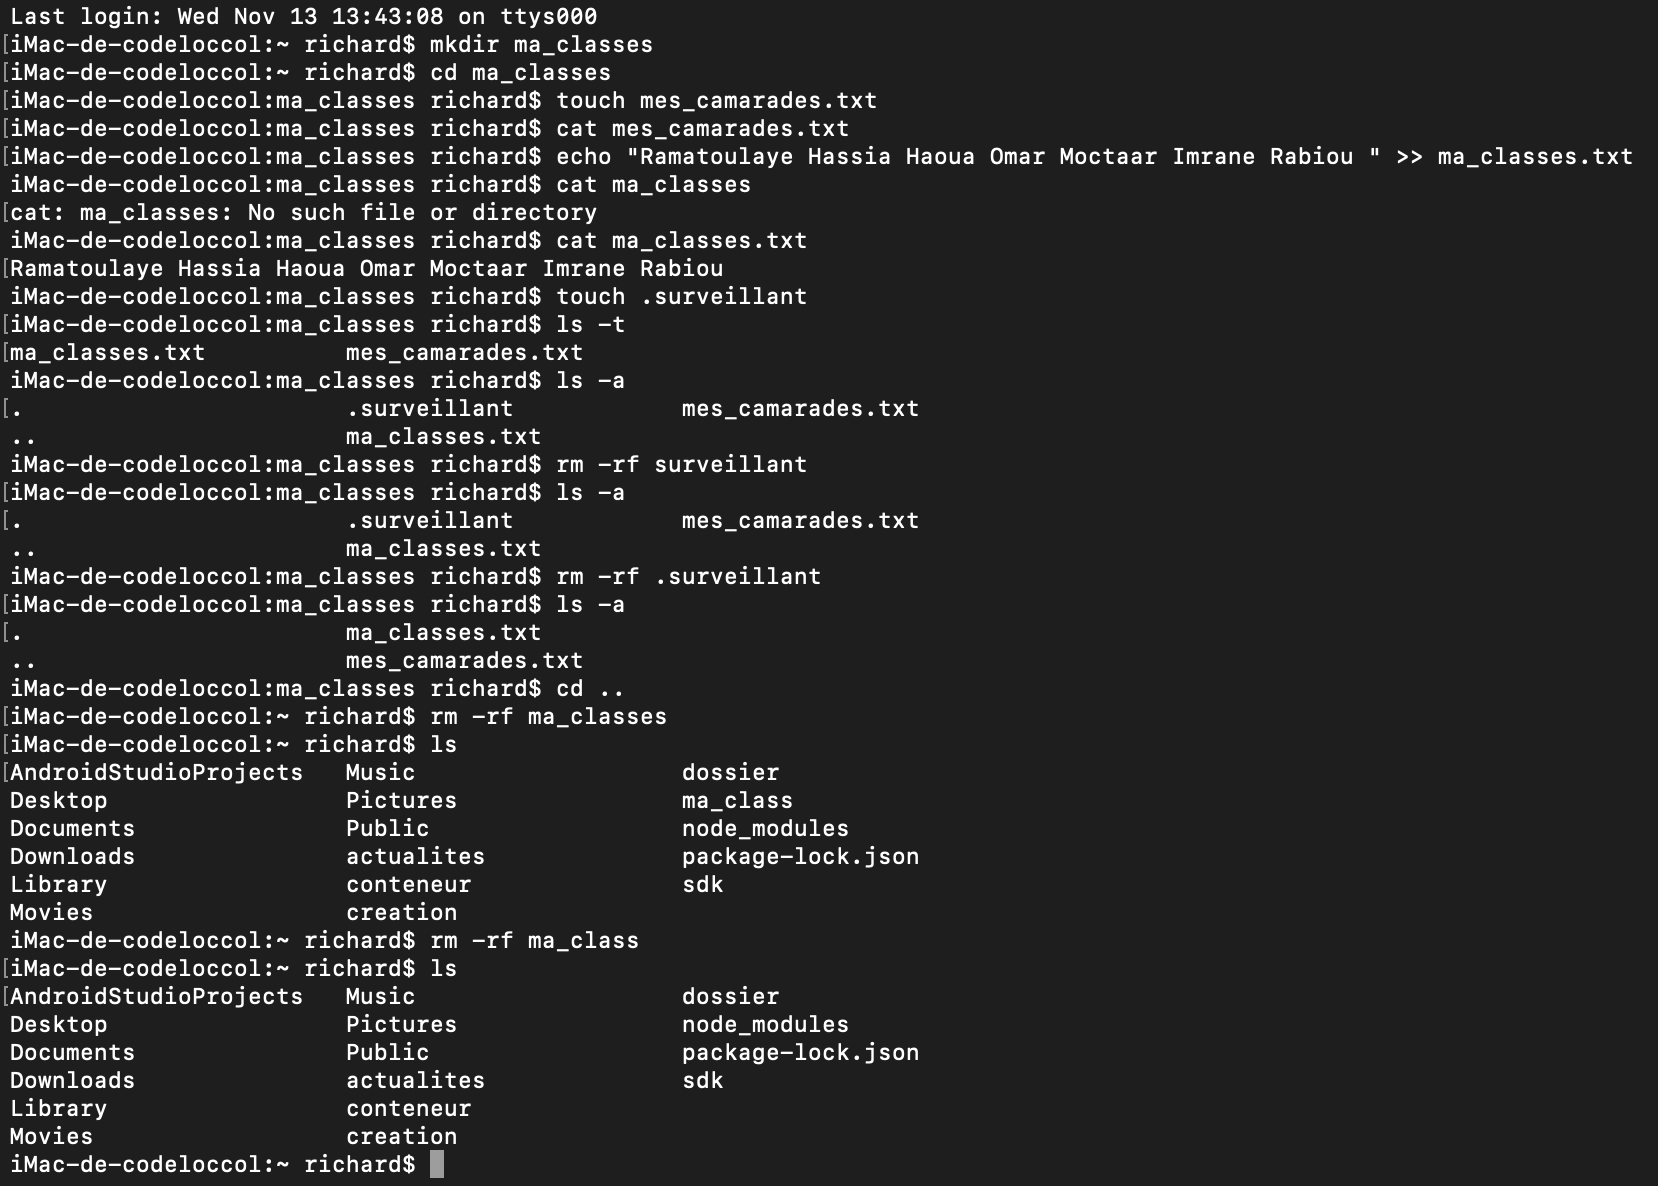 Last login: Wed Nov 13 13:43:08 on ttys000
[iMac-de-codeloccol:~ richard$ mkdir ma_classes
[iMac-de-codeloccol:~ richard$ cd ma_classes
[iMac-de-codeloccol:ma_classes richard$ touch mes_camarades.txt
[iMac-de-codeloccol:ma_classes richard$ cat mes_camarades.txt
[iMac-de-codeloccol:ma_classes richard$ echo "Ramatoulaye Hassia Haoua Omar Moctaar Imrane Rabiou " >> ma_classes.txt
iMac-de-codeloccol:ma_classes richard$ cat ma_classes
[cat: ma_classes: No such file or directory
iMac-de-codeloccol:ma_classes richard$ cat ma_classes.txt
[Ramatoulaye Hassia Haoua Omar Moctaar Imrane Rabiou
iMac-de-codeloccol:ma_classes richard$ touch .surveillant
[iMac-de-codeloccol:ma_classes richard$ ls -t
[ma_classes.txt          mes_camarades.txt
iMac-de-codeloccol:ma_classes richard$ ls -a
[.                       .surveillant            mes_camarades.txt
..                      ma_classes.txt
iMac-de-codeloccol:ma_classes richard$ rm -rf surveillant
[iMac-de-codeloccol:ma_classes richard$ ls -a
[.                       .surveillant            mes_camarades.txt
..                      ma_classes.txt
iMac-de-codeloccol:ma_classes richard$ rm -rf .surveillant
[iMac-de-codeloccol:ma_classes richard$ ls -a
[.                       ma_classes.txt
..                      mes_camarades.txt
iMac-de-codeloccol:ma_classes richard$ cd ..
[iMac-de-codeloccol:~ richard$ rm -rf ma_classes
[iMac-de-codeloccol:~ richard$ ls
[AndroidStudioProjects   Music                   dossier
Desktop                 Pictures                ma_class
Documents               Public                  node_modules
Downloads               actualites              package-lock.json
Library                 conteneur               sdk
Movies                  creation
iMac-de-codeloccol:~ richard$ rm -rf ma_class
[iMac-de-codeloccol:~ richard$ ls
[AndroidStudioProjects   Music                   dossier
Desktop                 Pictures                node_modules
Documents               Public                  package-lock.json
Downloads               actualites              sdk
Library                 conteneur
Movies                  creation
iMac-de-codeloccol:~ richard$